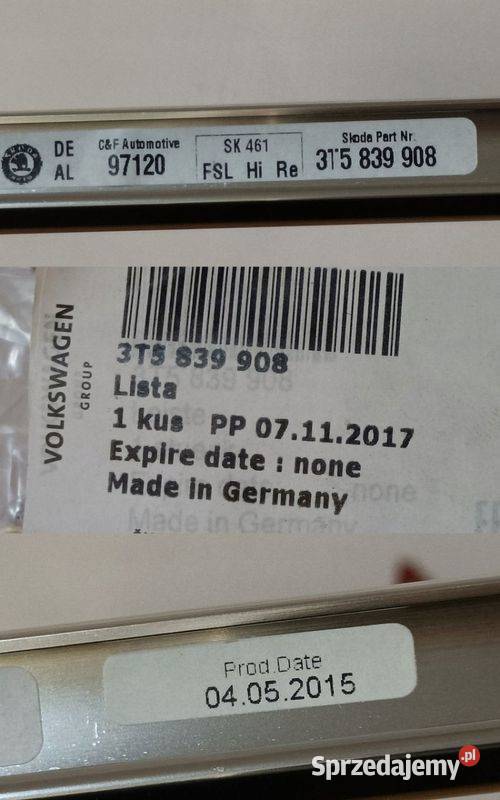 DE
AL
C&F Automotive
97120
SK 461
FSL Hi Re
Skoda Part Nr.
3T5 839 908
VOLKSWAGEN
GROUP
3T5 839 908
Lista
1 kus PP 07.11.2017
Expire date : none
Made in Germany
Prod.Date
04.05.2015
Sprzedajemy.pl